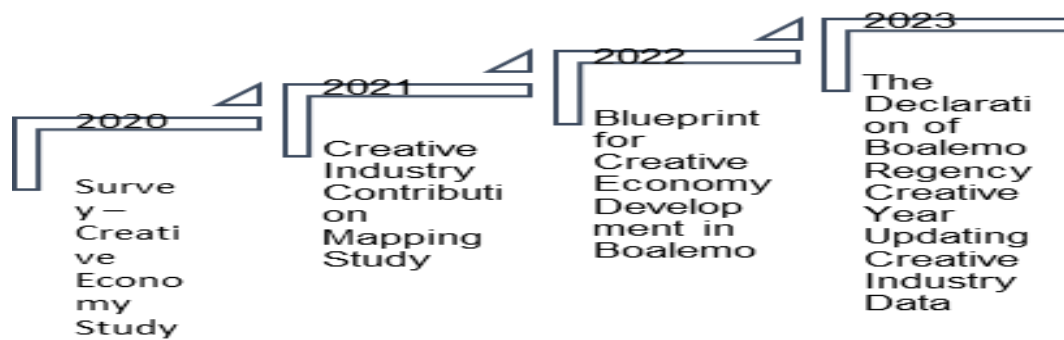 2020
Surve
y –
Creati
ve
Econo
my
Study
2021
Creative
Industry
Contributi
on
Mapping
Study
2022
Blueprint
for
Creative
Economy
Develop
ment in
Boalemo
2023
The
Declarati
on of
Boalemo
Regency
Creative
Year
Updating
Creative
Industry
Data